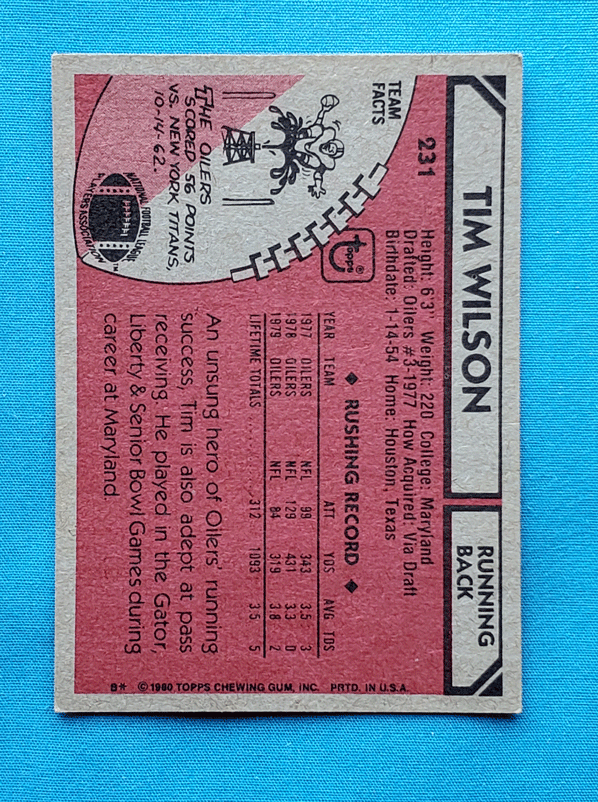 TIM WILSON
RUNNING
BACK
231
Height: 6'3" Weight: 220 College: Maryland
Drafted: Oilers #3-1977 How Acquired: Via Draft
Birthdate: 1-14-54 Home: Houston, Texas
TEAM
FACTS
THE OILERS
SCORED 56 POINTS
VS. NEW YORK TITANS,
10-14-62.
NATIONAL FOOTBALL LEAGUE
PLAYERS ASSOCIATION
TM
topps
◆ RUSHING RECORD ◆
YEAR TEAM ATT YDS AVG TDS
1977 OILERS NFL 99 343 3.5 3
1978 OILERS NFL 129 431 3.3 0
1979 OILERS NFL 84 319 3.8 2
LIFETIME TOTALS 312 1093 3.5 5
An unsung hero of Oilers' running
success, Tim is also adept at pass
receiving. He played in the Gator,
Liberty & Senior Bowl Games during
career at Maryland.
B* © 1980 TOPPS CHEWING GUM, INC. PRTD. IN U.S.A.